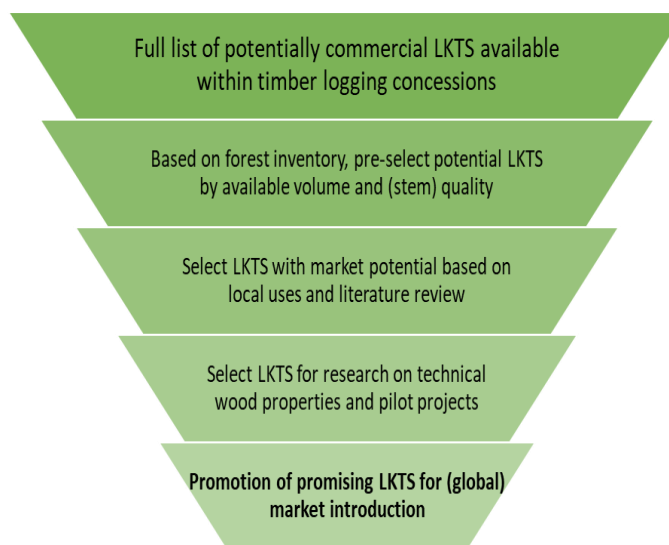 Full list of potentially commercial LKTS available
within timber logging concessions
Based on forest inventory, pre-select potential LKTS
by available volume and (stem) quality
Select LKTS with market potential based on
local uses and literature review
Select LKTS for research on technical
wood properties and pilot projects
Promotion of promising LKTS for (global)
market introduction